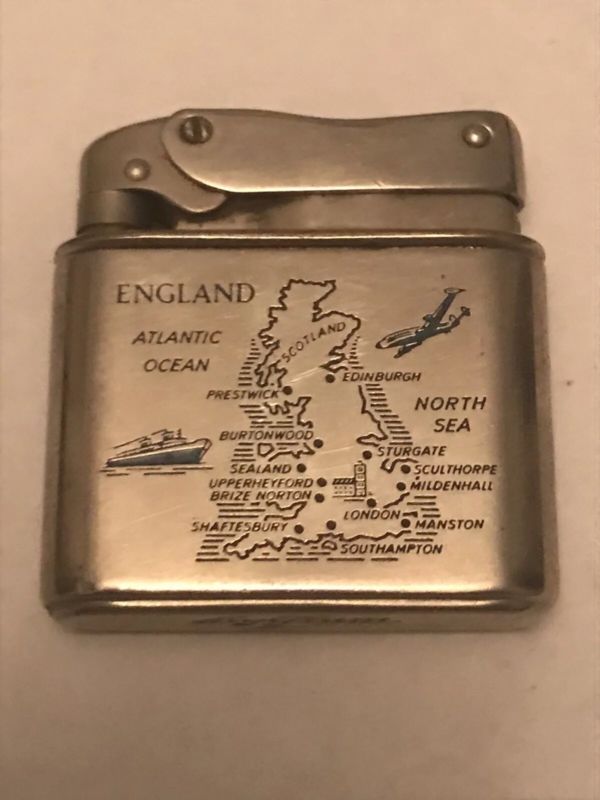 ENGLAND
ATLANTIC
OCEAN
SCOTLAND
EDINBURGH
PRESTWICK
NORTH
SEA
BURTONWOOD
STURGATE
SEALAND
SCULTHORPE
UPPERHEYFORD
MILDENHALL
BRIZE NORTON
LONDON
SHAFTESBURY
MANSTON
SOUTHAMPTON